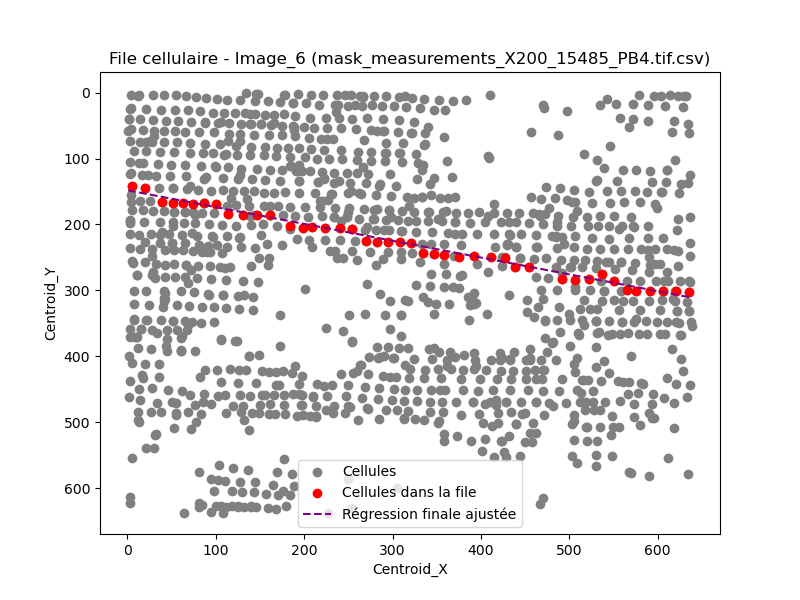 File cellulaire - Image_6 (mask_measurements_X200_15485_PB4.tif.csv)
0
100
200
300
400
500
600
Centroid_Y
Cellules
Cellules dans la file
Régression finale ajustée
0
100
200
300
400
500
600
Centroid_X